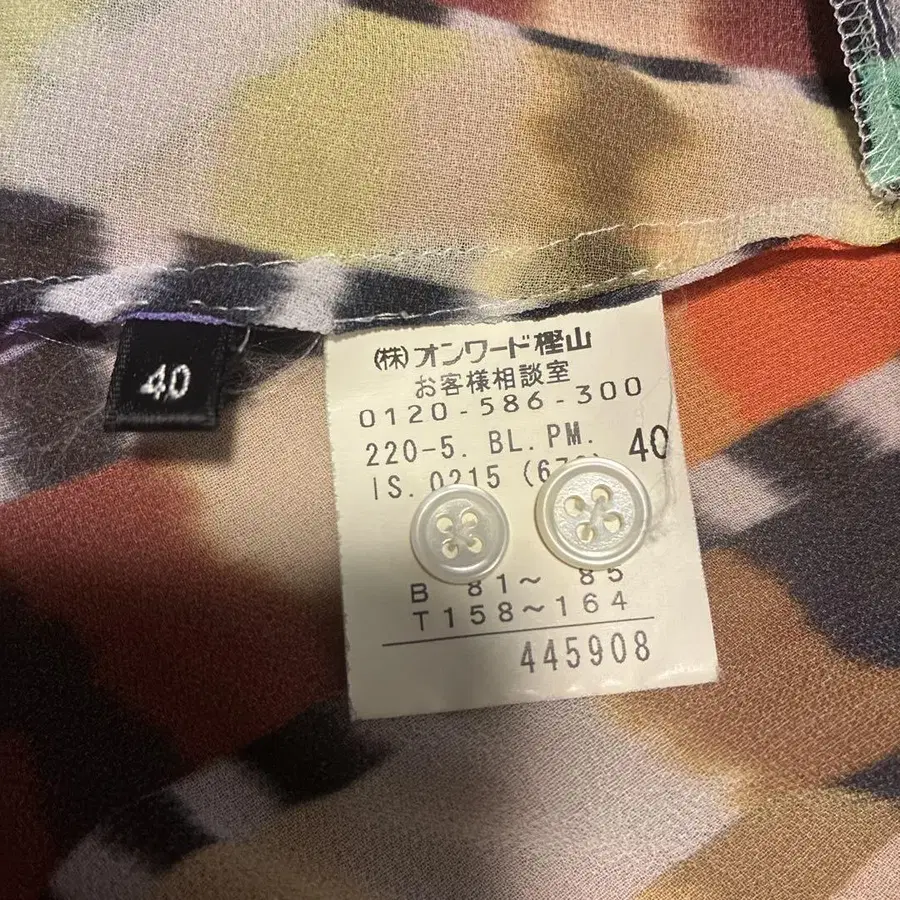 40
(株)オンワード樫山
お客様相談室
0120-586-300
220-5. BL. PM. 40
IS. 0215
B 81~ 85
T158~164
445908